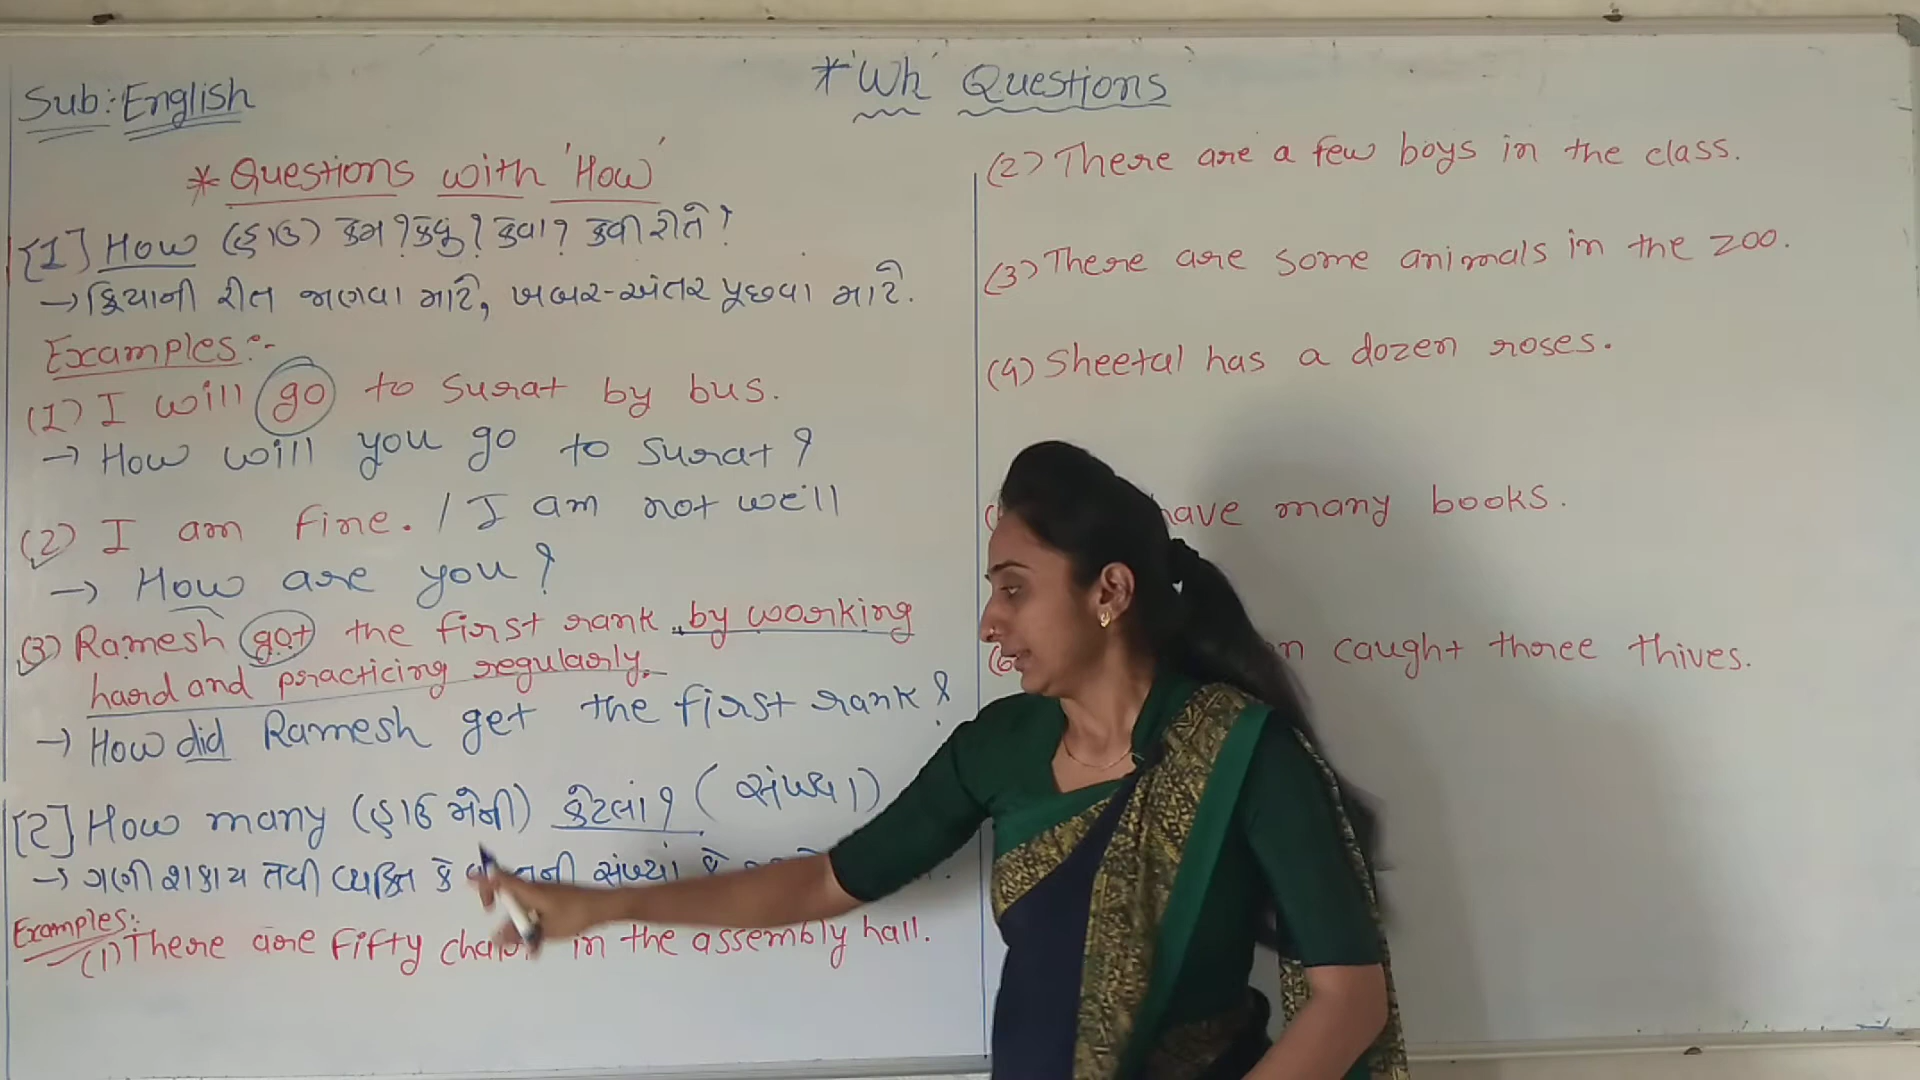 Sub: English
* 'Wh' Questions
* Questions with 'How'
[1] How (હાઉ) કેમ? કેવું? કેવા? કેવી રીતે?
→ ક્રિયાની રીત જાણવા માટે, ખબર-અંતર પૂછવા માટે.
Examples:-
(1) I will go to Surat by bus.
→ How will you go to Surat?
(2) I am fine. / I am not well
→ How are you?
(3) Ramesh got the first rank by working
hard and practicing regularly.
→ How did Ramesh get the first rank?
[2] How many (હાઉ મેની) કેટલાં? (સંખ્યા)
→ ગણી શકાય તેવી વ્યક્તિ કે સંખ્યા
Examples:
(1) There are fifty in the assembly hall.
(2) There are a few boys in the class.
(3) There are some animals in the zoo.
(4) Sheetal has a dozen roses.
have many books.
(6) caught three thives.